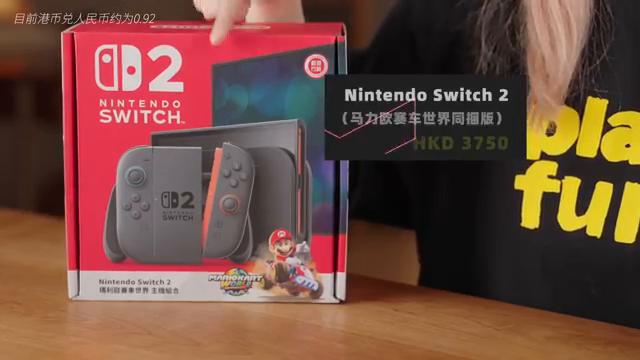 目前港币兑人民币约为0.92
2
NINTENDO
SWITCH
Nintendo Switch 2
（马力欧赛车世界同捆版）
HKD 3750
2
NINTENDO
SWITCH
MARIOKART
WORLD
Nintendo Switch 2
瑪利歐賽車世界 主機組合
pla
ful